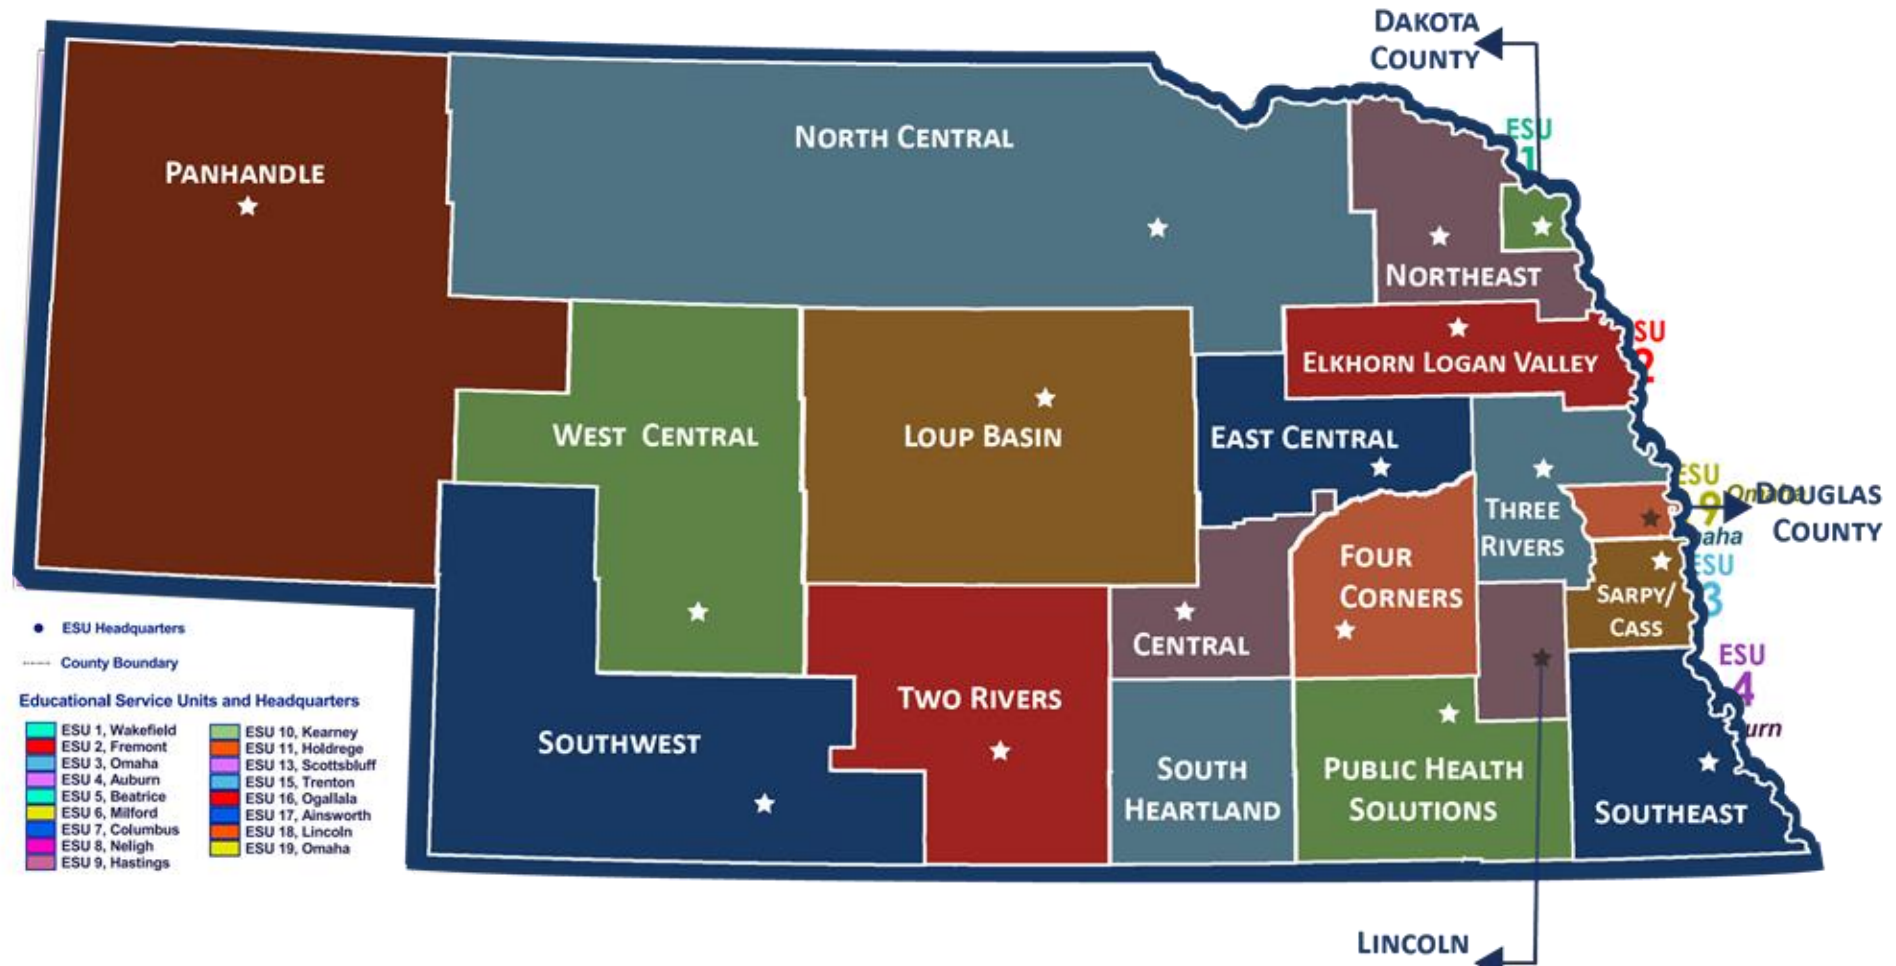 DAKOTA
COUNTY
ESU
1
NORTH CENTRAL
PANHANDLE
NORTHEAST
ESU
2
ELKHORN LOGAN VALLEY
WEST CENTRAL
LOUP BASIN
EAST CENTRAL
ESU
9
Omaha
DOUGLAS
COUNTY
THREE
RIVERS
FOUR
CORNERS
ESU
3
SARPY/
CASS
CENTRAL
ESU
4
TWO RIVERS
SOUTHWEST
SOUTH
HEARTLAND
PUBLIC HEALTH
SOLUTIONS
SOUTHEAST
LINCOLN
ESU Headquarters
County Boundary
Educational Service Units and Headquarters
ESU 1, Wakefield
ESU 2, Fremont
ESU 3, Omaha
ESU 4, Auburn
ESU 5, Beatrice
ESU 6, Milford
ESU 7, Columbus
ESU 8, Neligh
ESU 9, Hastings
ESU 10, Kearney
ESU 11, Holdrege
ESU 13, Scottsbluff
ESU 15, Trenton
ESU 16, Ogallala
ESU 17, Ainsworth
ESU 18, Lincoln
ESU 19, Omaha